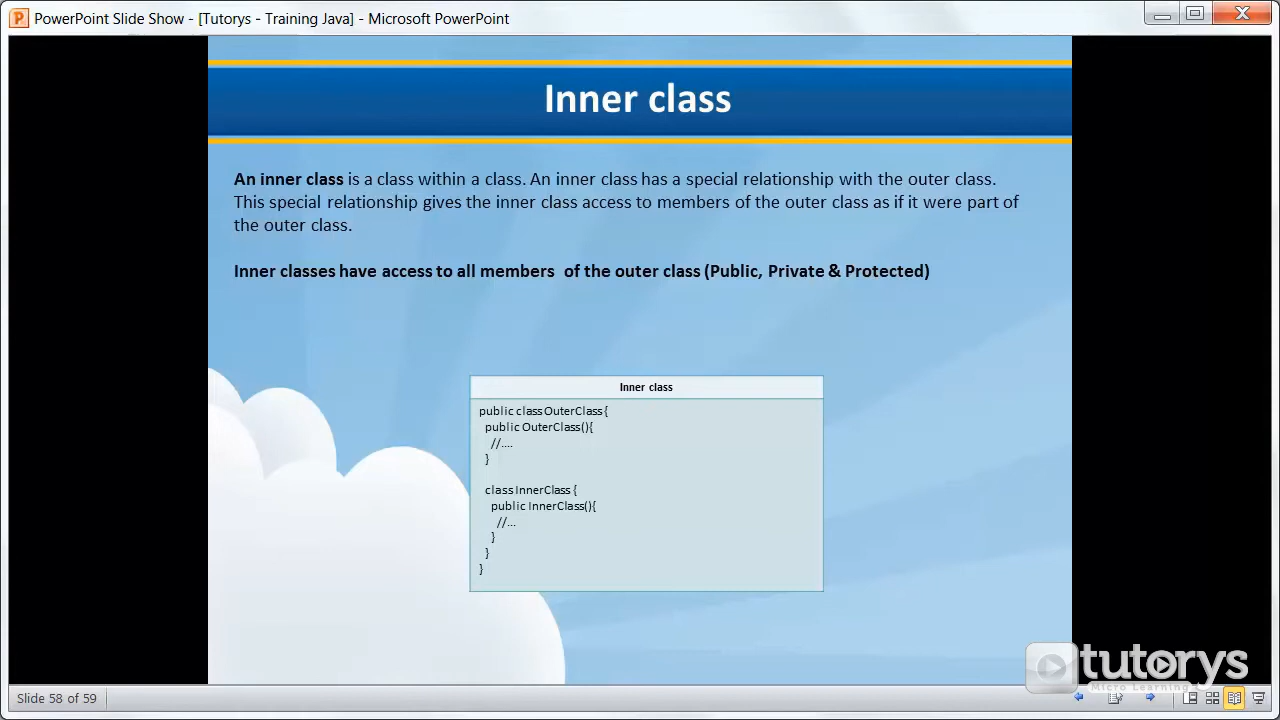 PowerPoint Slide Show - [Tutorys - Training Java] - Microsoft PowerPoint
Inner class
An inner class is a class within a class. An inner class has a special relationship with the outer class.
This special relationship gives the inner class access to members of the outer class as if it were part of
the outer class.
Inner classes have access to all members of the outer class (Public, Private & Protected)
Inner class
public class OuterClass{
public OuterClass(){
//....
}
class InnerClass {
public InnerClass(){
//...
}
}
}
tutorys
Micro Learning
Slide 58 of 59